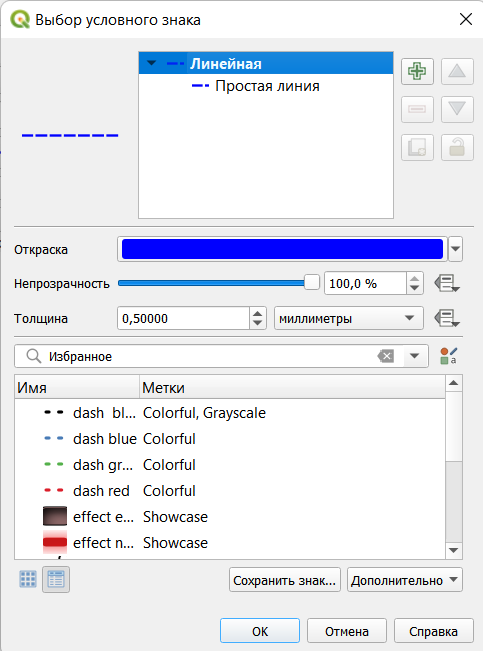 Выбор условного знака
Линейная
Простая линия
Откраска
Непрозрачность 100,0 %
Толщина 0,50000 миллиметры
Избранное
Имя Метки
dash bl... Colorful, Grayscale
dash blue Colorful
dash gr... Colorful
dash red Colorful
effect e... Showcase
effect n... Showcase
Сохранить знак... Дополнительно
OK Отмена Справка